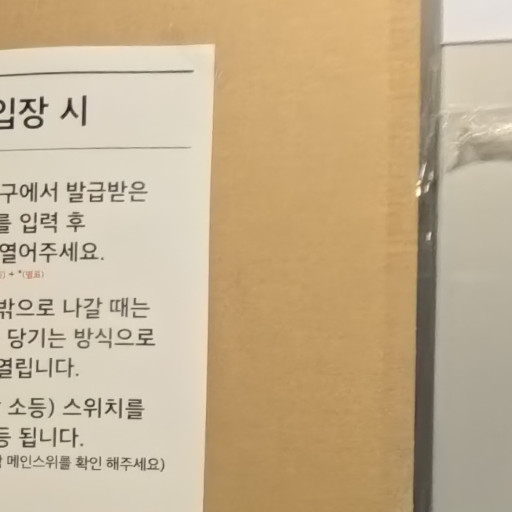 입장 시
구에서 발급받은
를 입력 후
열어주세요.
+ *(별표)
밖으로 나갈 때는
당기는 방식으로
열립니다.
소등) 스위치를
등 됩니다.
메인스위를 확인 해주세요)